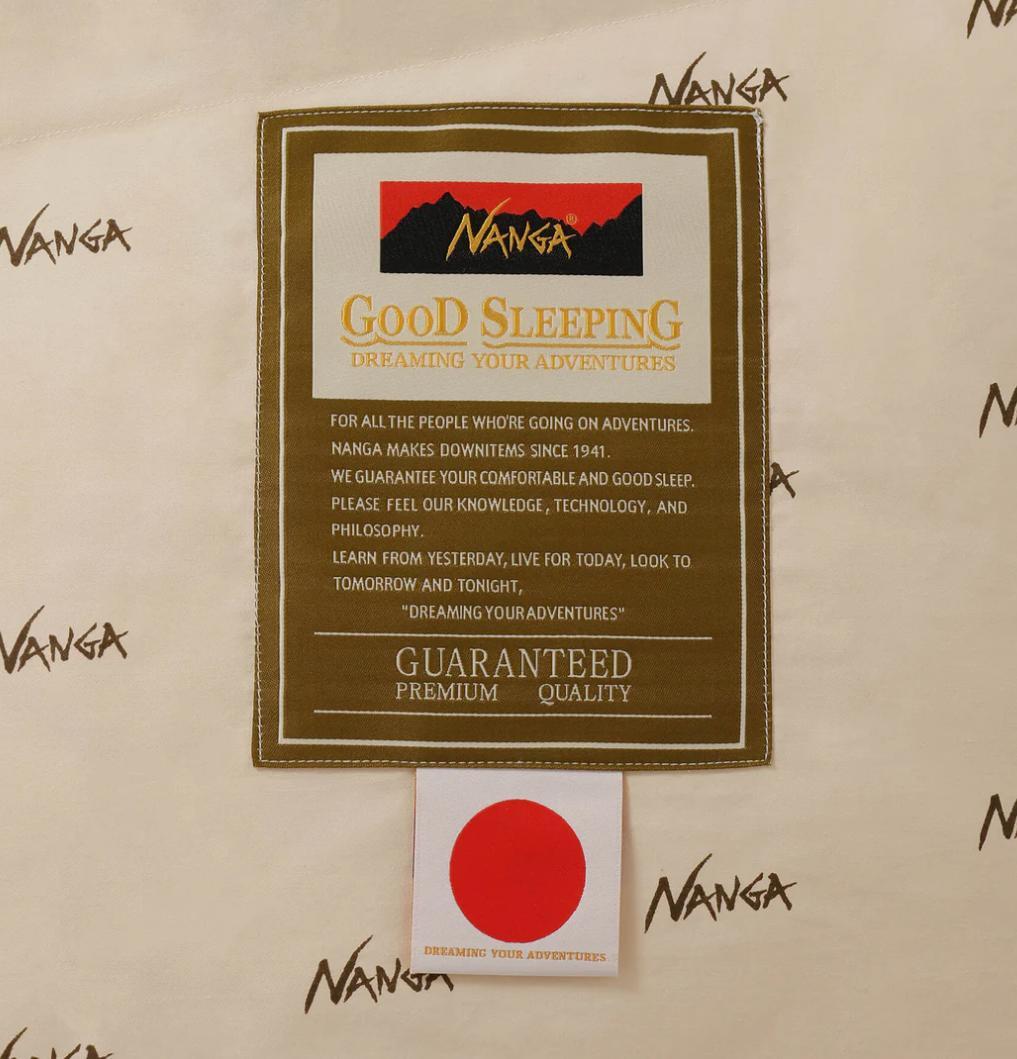 NANGA
NANGA
NANGA®
GOOD SLEEPING
DREAMING YOUR ADVENTURES
FOR ALL THE PEOPLE WHO'RE GOING ON ADVENTURES.
NANGA MAKES DOWNITEMS SINCE 1941.
WE GUARANTEE YOUR COMFORTABLE AND GOOD SLEEP.
PLEASE FEEL OUR KNOWLEDGE, TECHNOLOGY, AND
PHILOSOPHY.
LEARN FROM YESTERDAY, LIVE FOR TODAY, LOOK TO
TOMORROW AND TONIGHT,
"DREAMING YOUR ADVENTURES"
GUARANTEED
PREMIUM QUALITY
NANGA
NANGA
DREAMING YOUR ADVENTURES
NANGA